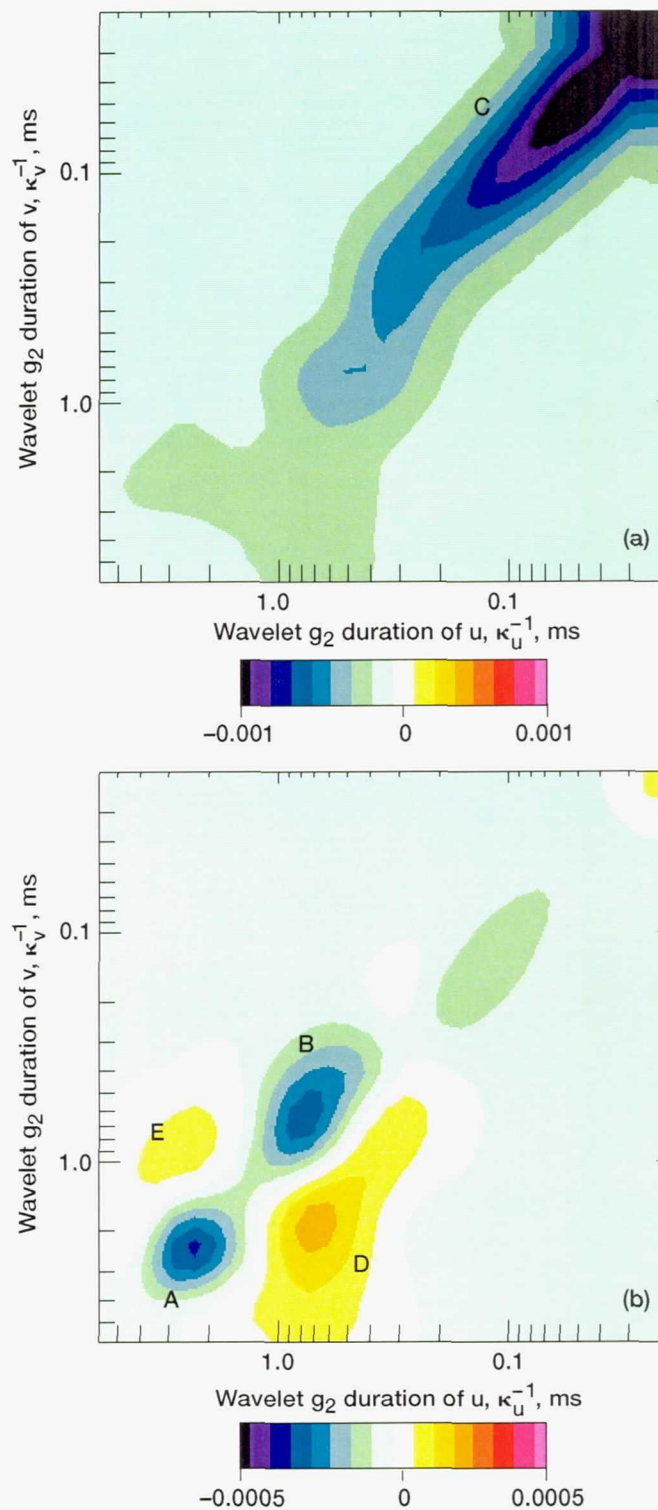 C
Wavelet g₂ duration of v, κᵥ⁻¹, ms
0.1
1.0
(a)
1.0 0.1
Wavelet g₂ duration of u, κᵤ⁻¹, ms
−0.001 0 0.001
Wavelet g₂ duration of v, κᵥ⁻¹, ms
0.1
B
E
1.0
D
A
(b)
1.0 0.1
Wavelet g₂ duration of u, κᵤ⁻¹, ms
−0.0005 0 0.0005